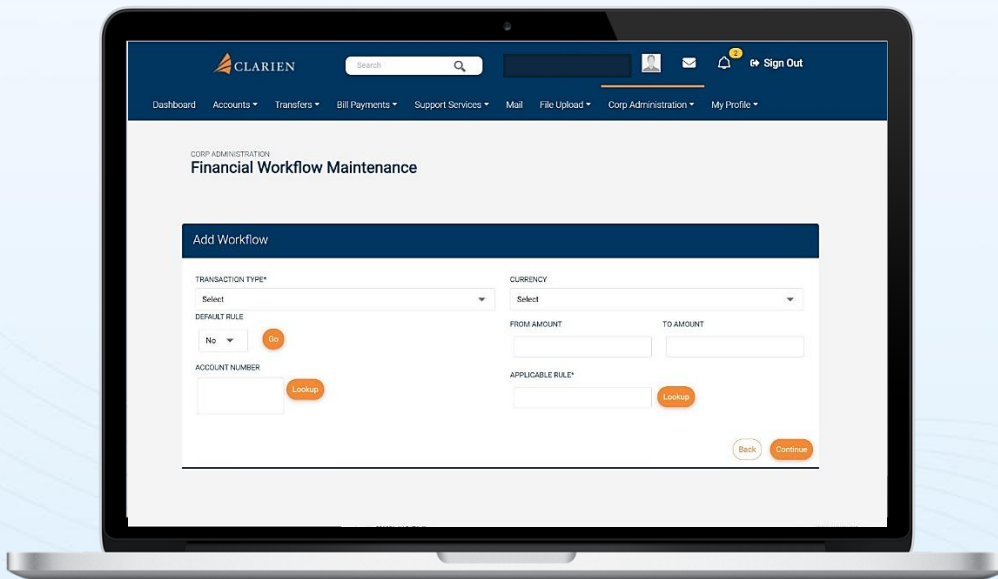 CLARIEN
Search
2
Sign Out
Dashboard Accounts Transfers Bill Payments Support Services Mail File Upload Corp Administration My Profile
CORP ADMINISTRATION
Financial Workflow Maintenance
Add Workflow
TRANSACTION TYPE* CURRENCY
Select Select
DEFAULT RULE FROM AMOUNT TO AMOUNT
No Go
ACCOUNT NUMBER APPLICABLE RULE*
Lookup Lookup
Back Continue